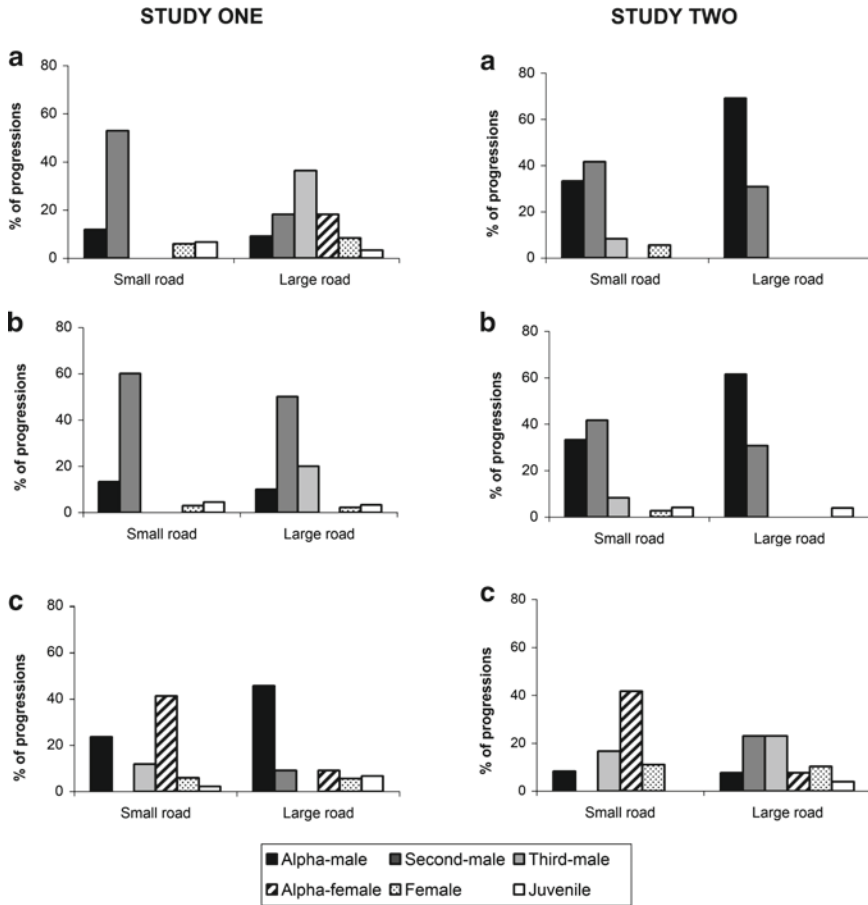 STUDY ONE
STUDY TWO
a
80
60
40
20
0
% of progressions
Small road
Large road
a
80
60
40
20
0
% of progressions
Small road
Large road
b
80
60
40
20
0
% of progressions
Small road
Large road
b
80
60
40
20
0
% of progressions
Small road
Large road
c
80
60
40
20
0
% of progressions
Small road
Large road
c
80
60
40
20
0
% of progressions
Small road
Large road
Alpha-male
Second-male
Third-male
Alpha-female
Female
Juvenile